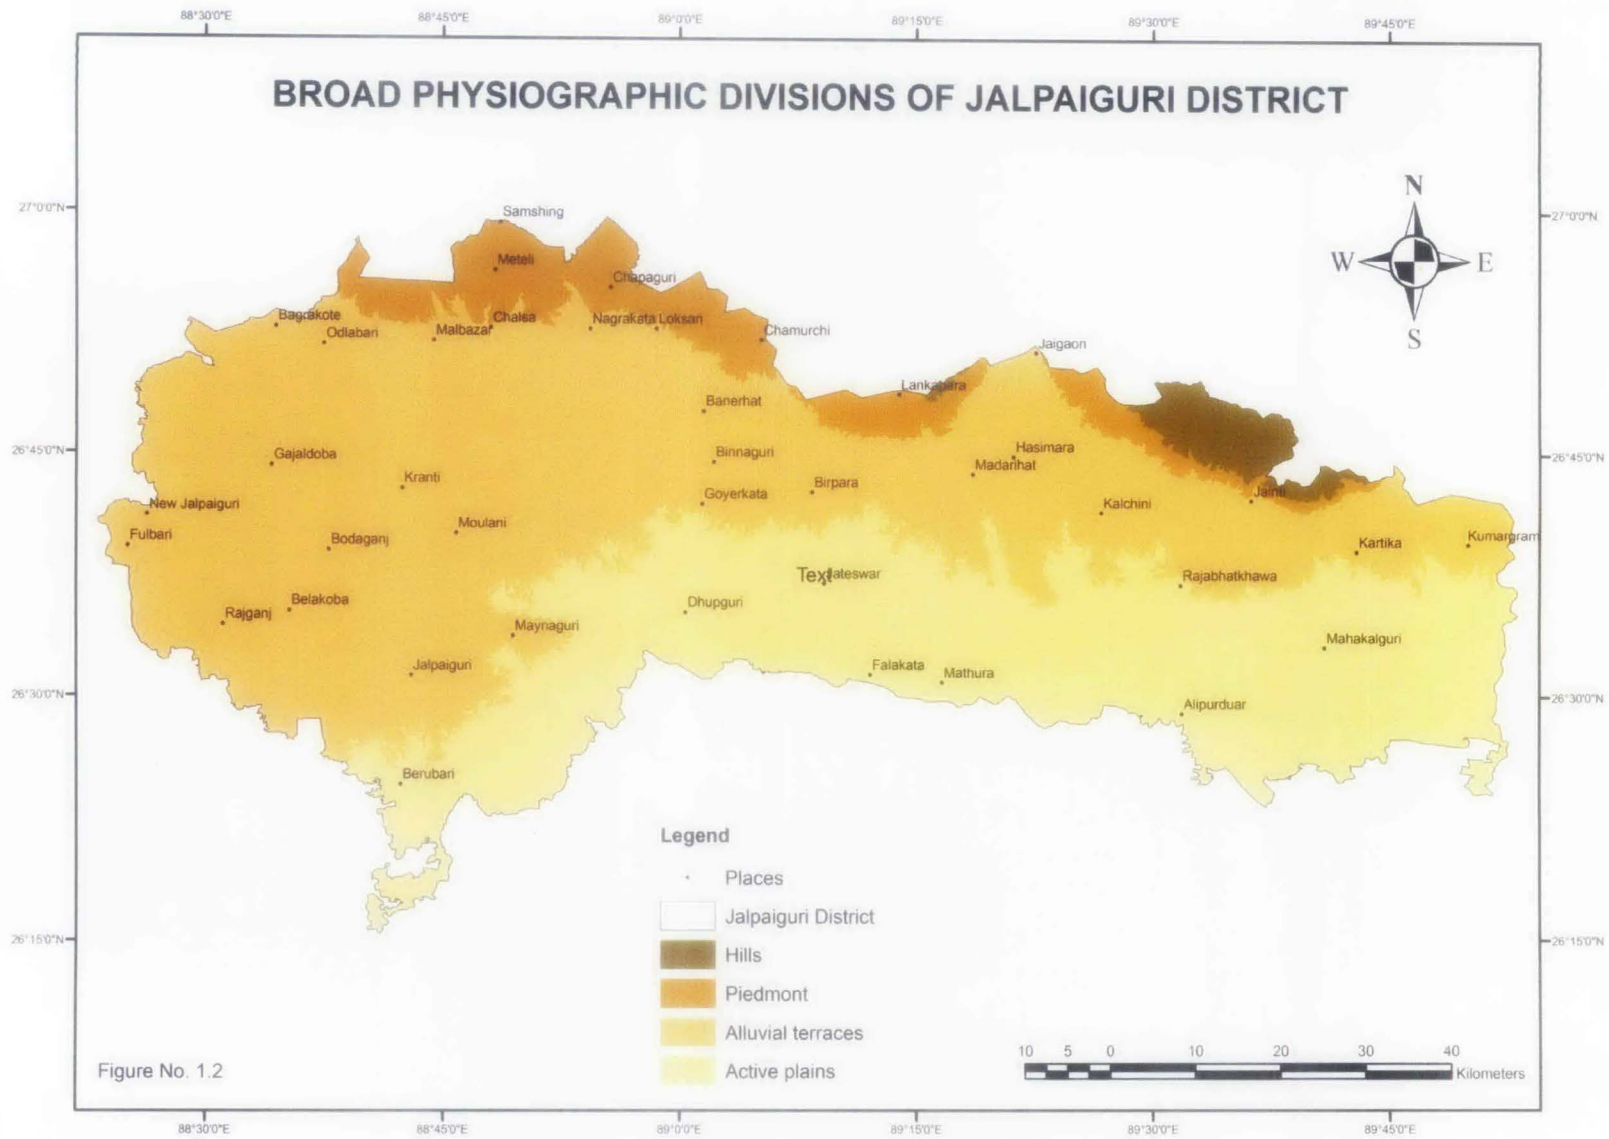 88°30'0"E 88°45'0"E 89°0'0"E 89°15'0"E 89°30'0"E 89°45'0"E
BROAD PHYSIOGRAPHIC DIVISIONS OF JALPAIGURI DISTRICT
N
W E
S
27°0'0"N 27°0'0"N
Samshing
Meteli
Chapaguri
Bagrakote
Odlabari
Malbazar
Chalsa
Nagrakata Loksan
Chamurchi
Jaigaon
Lankapara
Banerhat
26°45'0"N 26°45'0"N
Gajaldoba
Kranti
Binnaguri
Hasimara
Madarihat
Birpara
Goyerkata
Kalchini
Jainti
New Jalpaiguri
Fulbari
Bodaganj
Moulani
Kartika
Kumargram
Text
Jateswar
Rajabhatkhawa
Belakoba
Rajganj
Dhupguri
Maynaguri
Mahakalguri
Jalpaiguri
Falakata
Mathura
26°30'0"N 26°30'0"N
Alipurduar
Berubari
Legend
Places
Jalpaiguri District
26°15'0"N 26°15'0"N
Hills
Piedmont
Alluvial terraces
Active plains
10 5 0 10 20 30 40
Kilometers
Figure No. 1.2
88°30'0"E 88°45'0"E 89°0'0"E 89°15'0"E 89°30'0"E 89°45'0"E